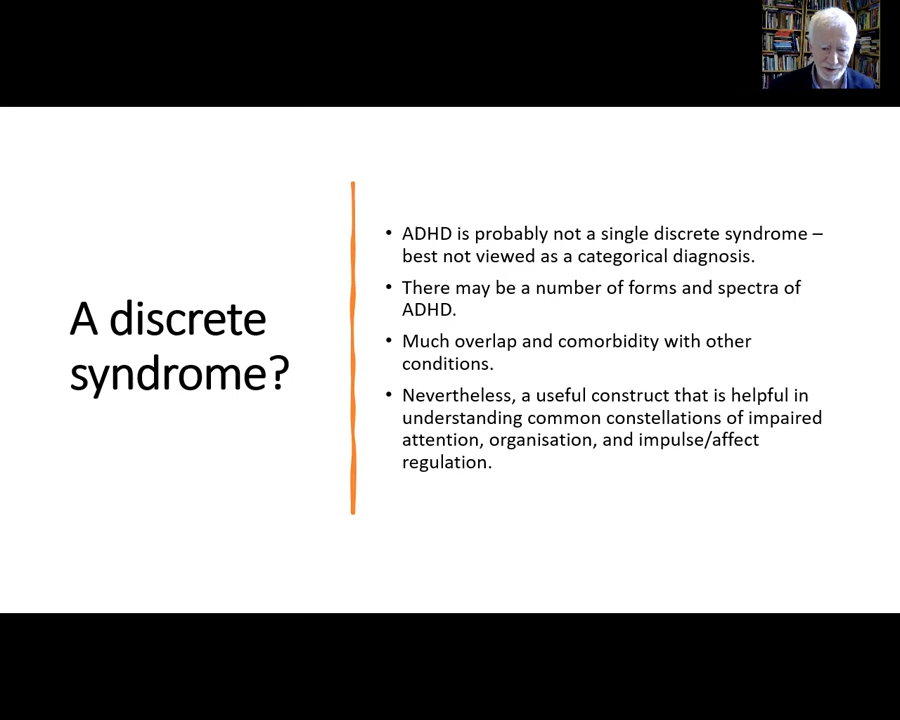 A discrete
syndrome?
• ADHD is probably not a single discrete syndrome –
best not viewed as a categorical diagnosis.
• There may be a number of forms and spectra of
ADHD.
• Much overlap and comorbidity with other
conditions.
• Nevertheless, a useful construct that is helpful in
understanding common constellations of impaired
attention, organisation, and impulse/affect
regulation.